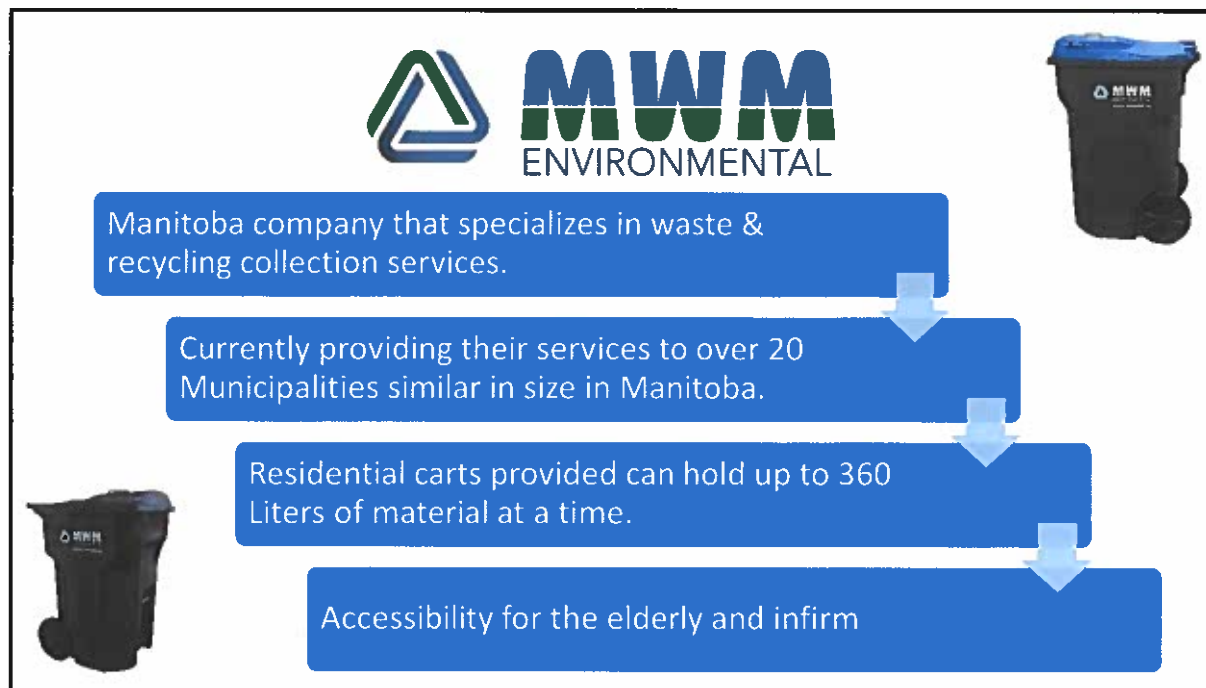 MWM
ENVIRONMENTAL
MWM
Manitoba company that specializes in waste &
recycling collection services.
Currently providing their services to over 20
Municipalities similar in size in Manitoba.
Residential carts provided can hold up to 360
Liters of material at a time.
MWM
Accessibility for the elderly and infirm